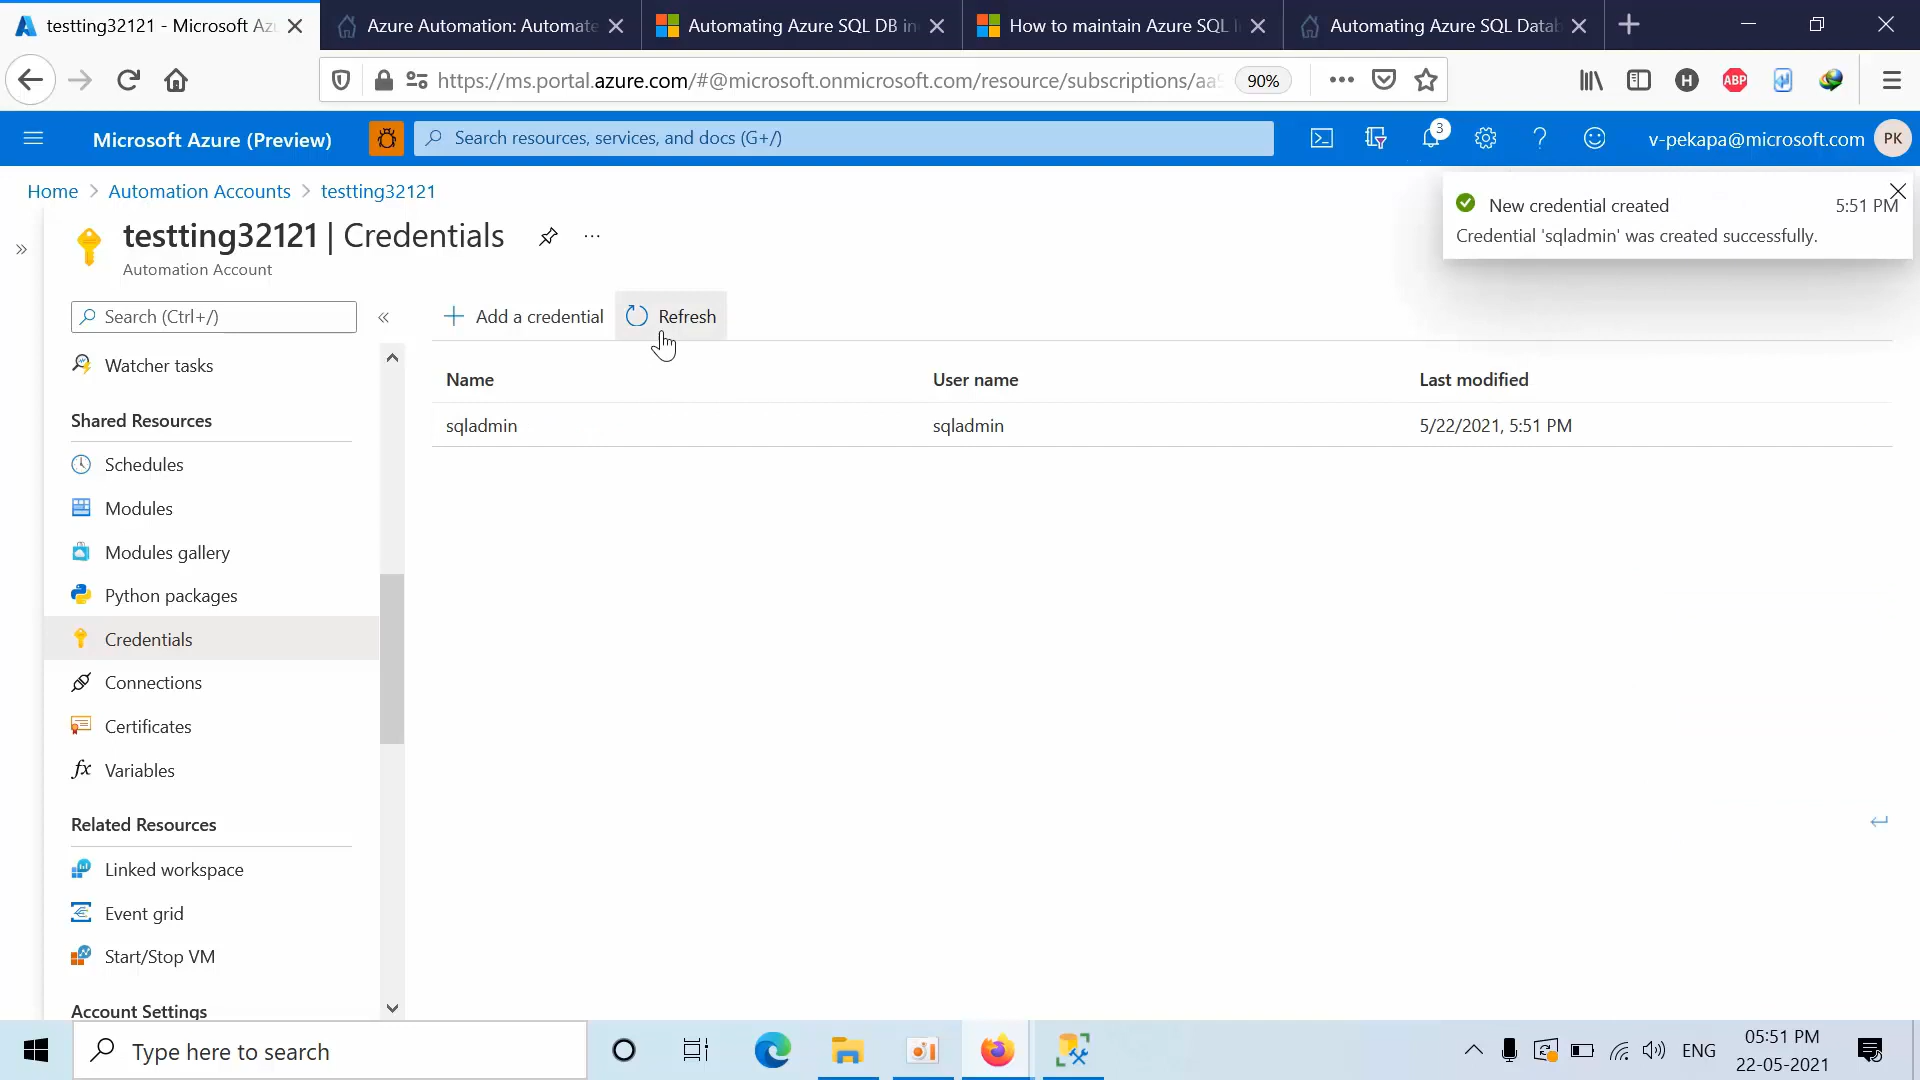 testting32121 - Microsoft Az
Azure Automation: Automate
Automating Azure SQL DB in
How to maintain Azure SQL I
Automating Azure SQL Datab
https://ms.portal.azure.com/#@microsoft.onmicrosoft.com/resource/subscriptions/aa
90%
H
ABP
Microsoft Azure (Preview)
Search resources, services, and docs (G+/)
3
v-pekapa@microsoft.com
PK
Home > Automation Accounts > testting32121
New credential created
5:51 PM
Credential 'sqladmin' was created successfully.
testting32121 | Credentials
Automation Account
Search (Ctrl+/)
Add a credential
Refresh
Watcher tasks
Shared Resources
Schedules
Modules
Modules gallery
Python packages
Credentials
Connections
Certificates
Variables
Related Resources
Linked workspace
Event grid
Start/Stop VM
Account Settings
Name
User name
Last modified
sqladmin
sqladmin
5/22/2021, 5:51 PM
Type here to search
ENG
05:51 PM
22-05-2021